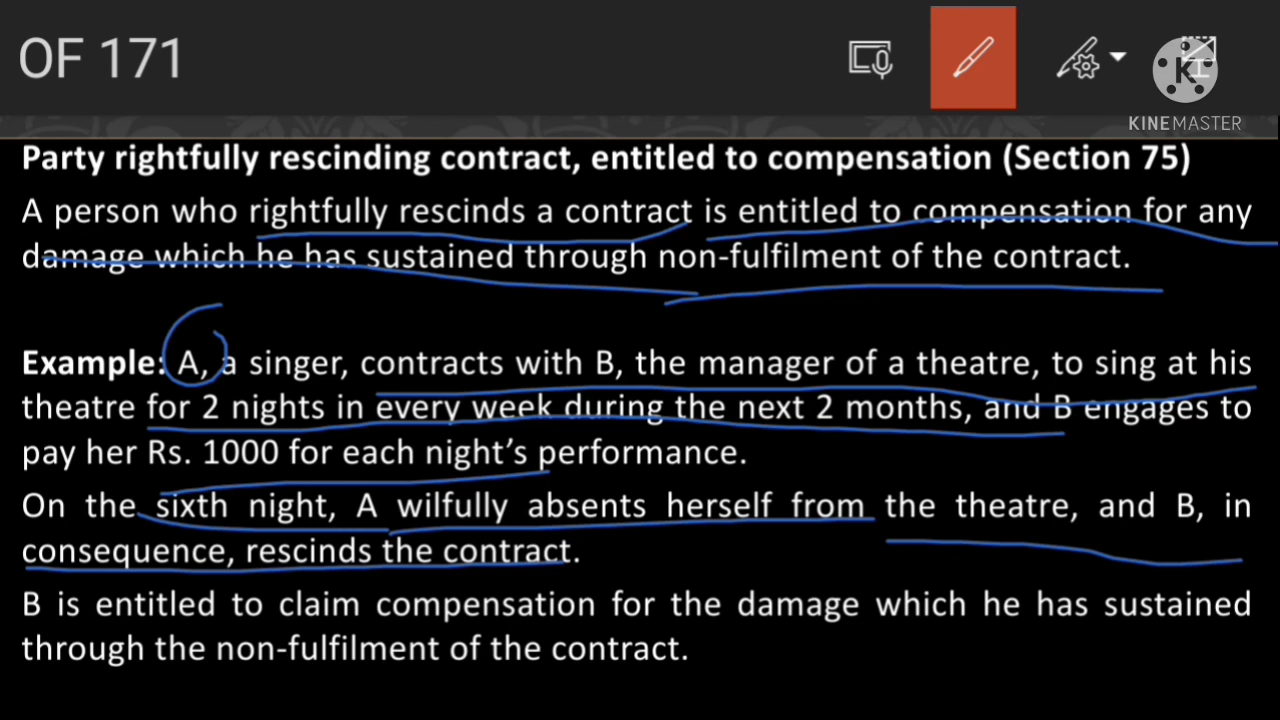 OF 171
KINEMASTER
Party rightfully rescinding contract, entitled to compensation (Section 75)
A person who rightfully rescinds a contract is entitled to compensation for any
damage which he has sustained through non-fulfilment of the contract.
Example: A, a singer, contracts with B, the manager of a theatre, to sing at his
theatre for 2 nights in every week during the next 2 months, and B engages to
pay her Rs. 1000 for each night's performance.
On the sixth night, A wilfully absents herself from the theatre, and B, in
consequence, rescinds the contract.
B is entitled to claim compensation for the damage which he has sustained
through the non-fulfilment of the contract.